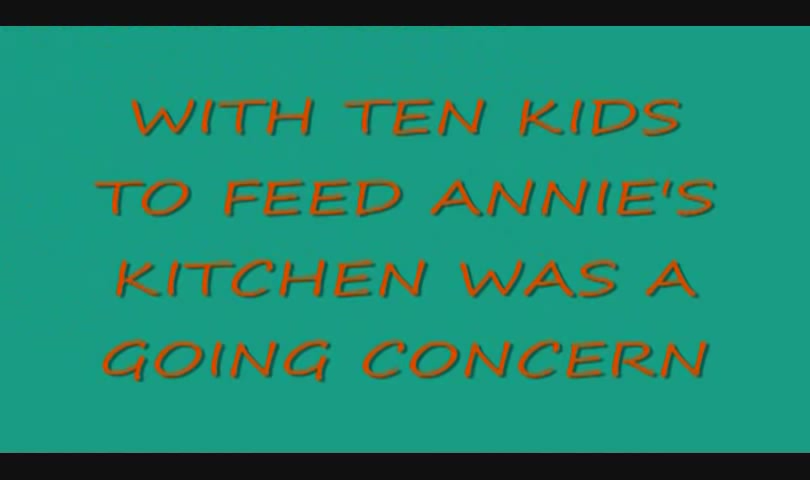 WITH TEN KIDS
TO FEED ANNIE'S
KITCHEN WAS A
GOING CONCERN